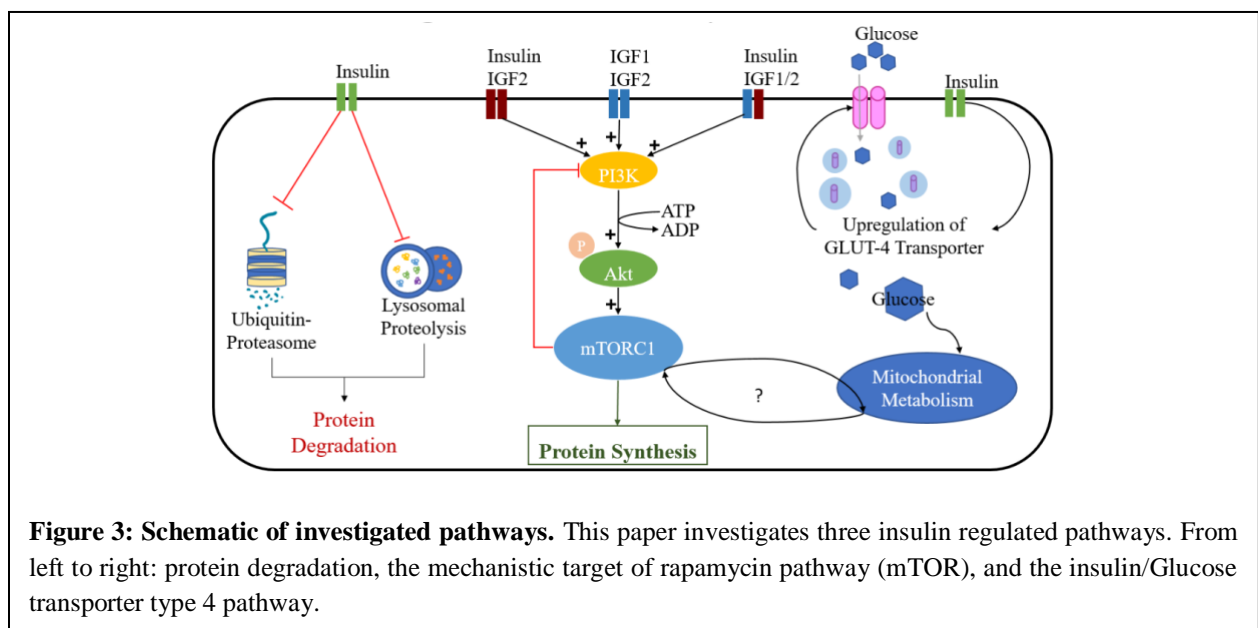 Insulin
Insulin
IGF2
IGF1
IGF2
Insulin
IGF1/2
Glucose
Insulin
+
+
+
PI3K
ATP
ADP
+
P
Akt
+
mTORC1
?
Protein Synthesis
Ubiquitin-
Proteasome
Lysosomal
Proteolysis
Protein
Degradation
Upregulation of
GLUT-4 Transporter
Glucose
Mitochondrial
Metabolism
Figure 3: Schematic of investigated pathways. This paper investigates three insulin regulated pathways. From
left to right: protein degradation, the mechanistic target of rapamycin pathway (mTOR), and the insulin/Glucose
transporter type 4 pathway.